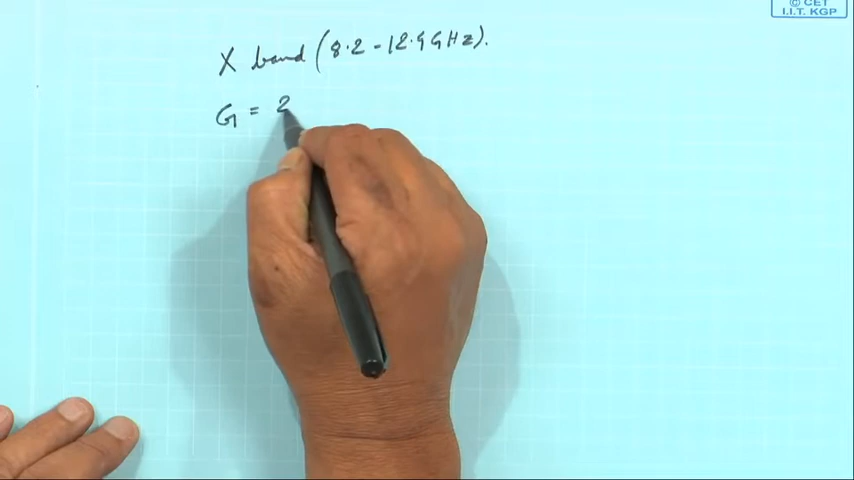 © CET
I.I.T. KGP
X band (8.2 - 12.4 GHz).
G = 2